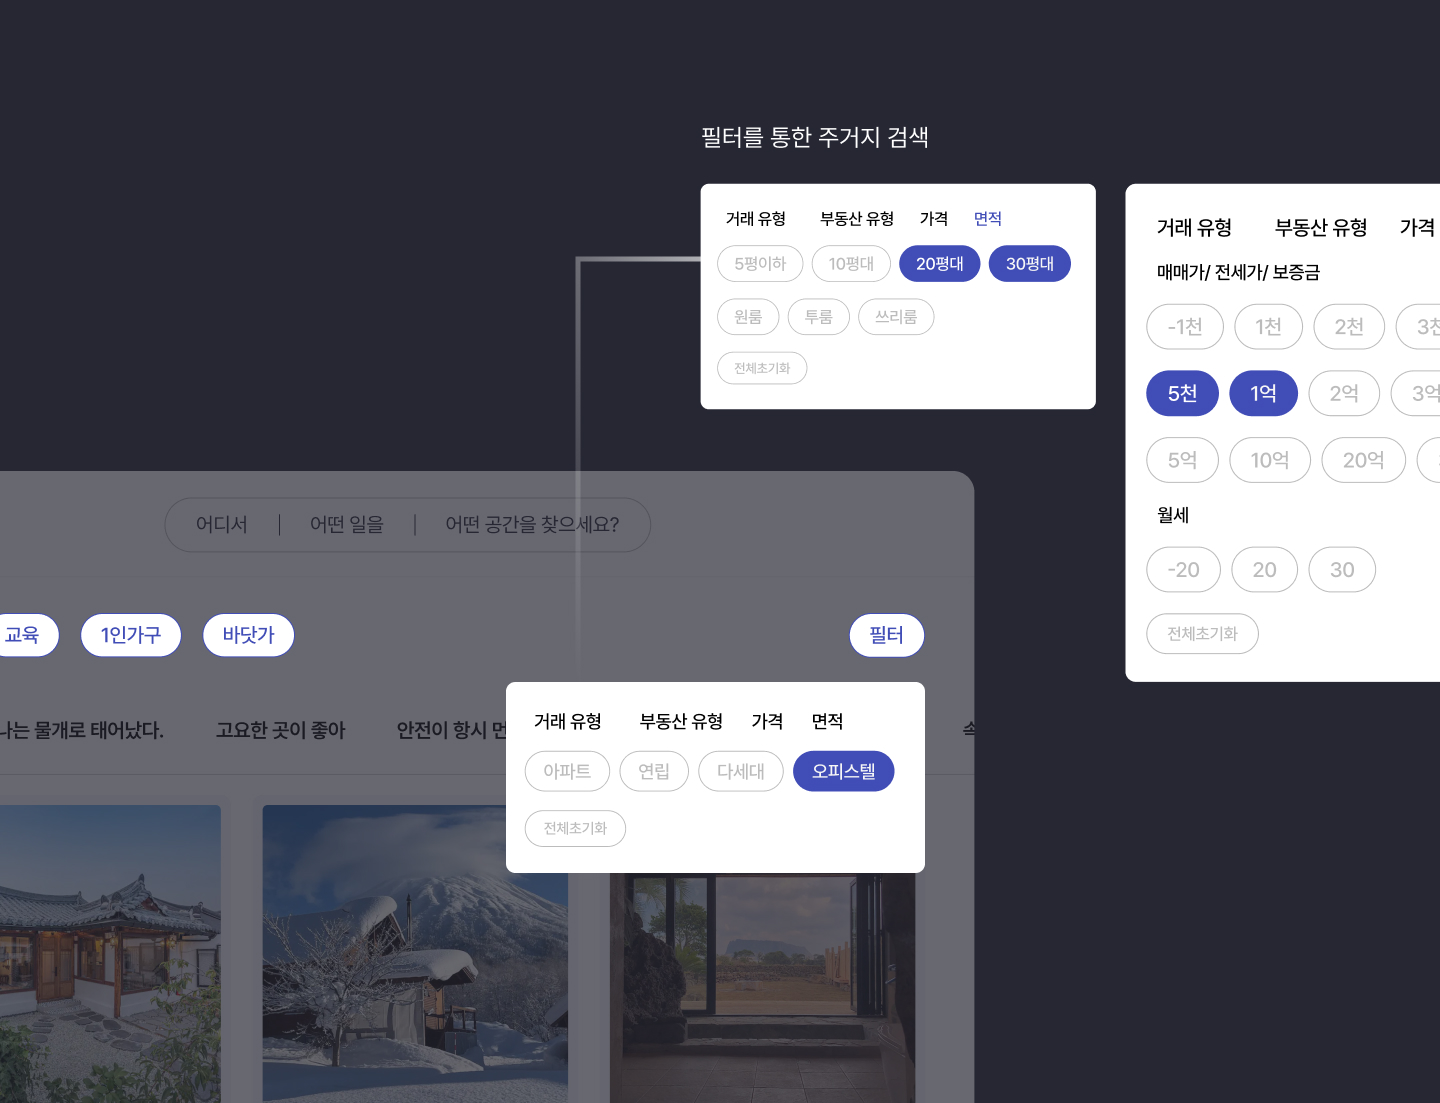 필터를 통한 주거지 검색
거래 유형 부동산 유형 가격 면적
5평이하 10평대 20평대 30평대
원룸 투룸 쓰리룸
전체초기화
거래 유형 부동산 유형 가격
매매가/ 전세가/ 보증금
-1천 1천 2천 3천
5천 1억 2억 3억
5억 10억 20억
월세
-20 20 30
전체초기화
어디서 어떤 일을 어떤 공간을 찾으세요?
교육 1인가구 바닷가 필터
나는 물개로 태어났다. 고요한 곳이 좋아 안전이 항시
거래 유형 부동산 유형 가격 면적
아파트 연립 다세대 오피스텔
전체초기화